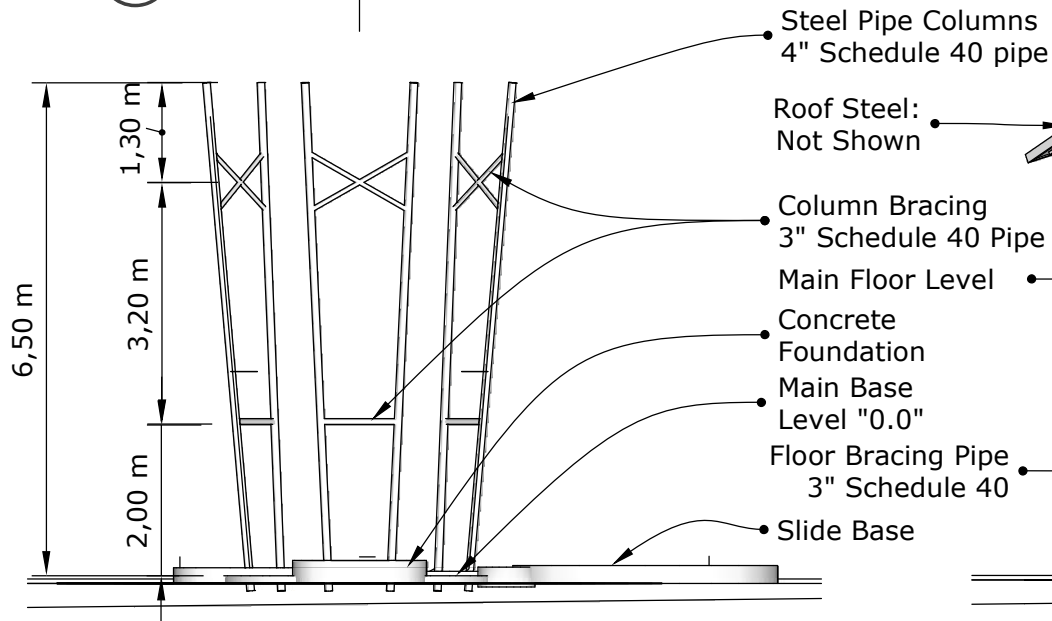 Steel Pipe Columns
4" Schedule 40 pipe
Roof Steel:
Not Shown
Column Bracing
3" Schedule 40 Pipe
Main Floor Level
Concrete
Foundation
Main Base
Level "0.0"
Floor Bracing Pipe
3" Schedule 40
Slide Base
6,50 m
1,30 m
3,20 m
2,00 m